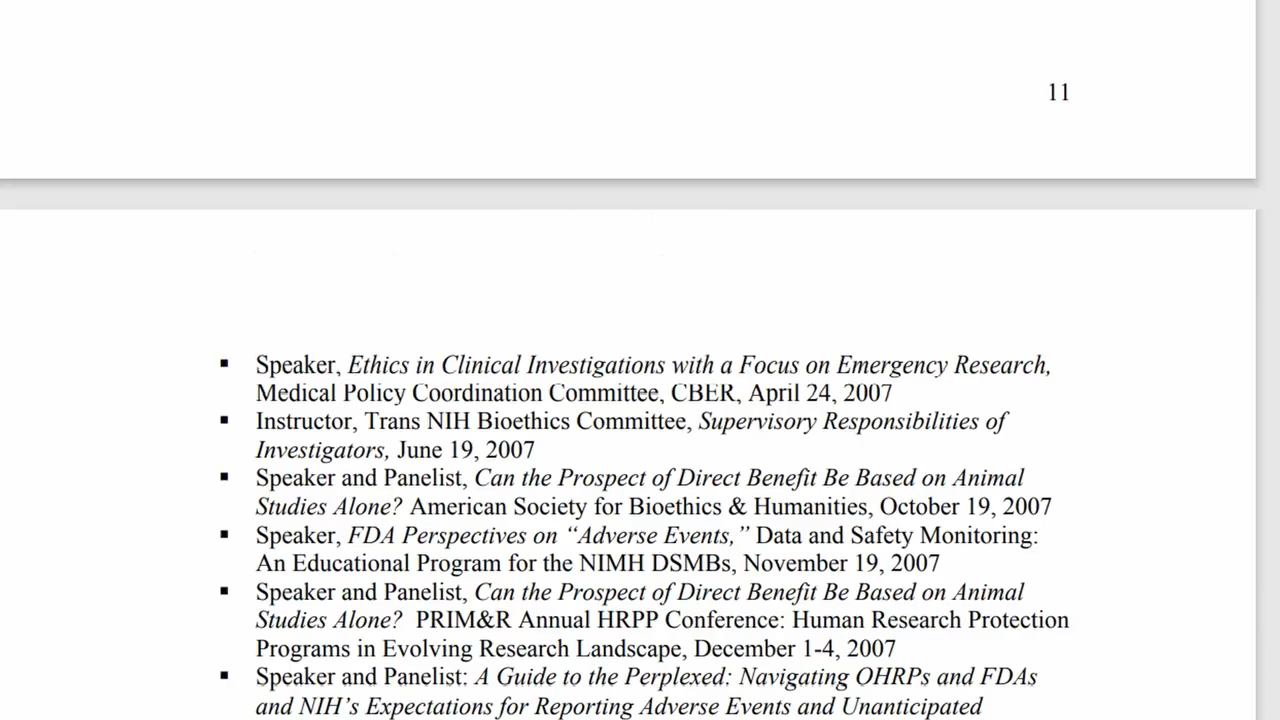 11
▪ Speaker, Ethics in Clinical Investigations with a Focus on Emergency Research,
Medical Policy Coordination Committee, CBER, April 24, 2007
▪ Instructor, Trans NIH Bioethics Committee, Supervisory Responsibilities of
Investigators, June 19, 2007
▪ Speaker and Panelist, Can the Prospect of Direct Benefit Be Based on Animal
Studies Alone? American Society for Bioethics & Humanities, October 19, 2007
▪ Speaker, FDA Perspectives on “Adverse Events,” Data and Safety Monitoring:
An Educational Program for the NIMH DSMBs, November 19, 2007
▪ Speaker and Panelist, Can the Prospect of Direct Benefit Be Based on Animal
Studies Alone? PRIM&R Annual HRPP Conference: Human Research Protection
Programs in Evolving Research Landscape, December 1-4, 2007
▪ Speaker and Panelist: A Guide to the Perplexed: Navigating OHRPs and FDAs
and NIH’s Expectations for Reporting Adverse Events and Unanticipated